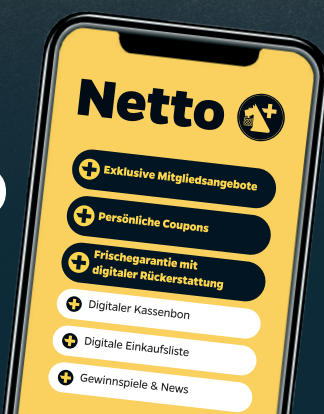 Netto
Exklusive Mitgliedsangebote
Persönliche Coupons
Frischegarantie mit
digitaler Rückerstattung
Digitaler Kassenbon
Digitale Einkaufsliste
Gewinnspiele & News